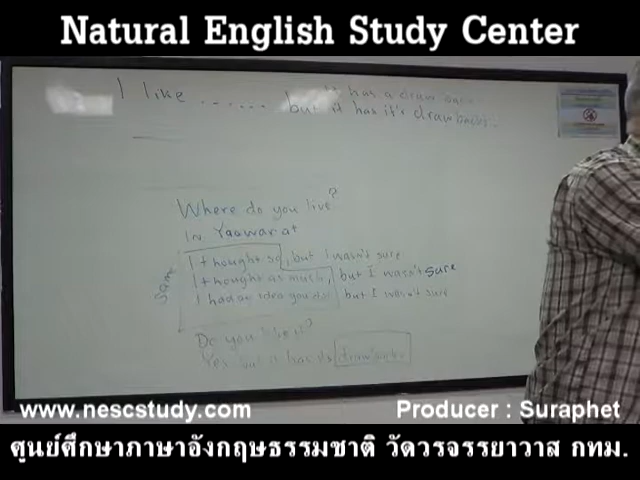 Natural English Study Center
it has a draw back
I like ....... but it has it's drawbacks.
Where do you live?
In Yaowarat
Same
I thought so, but I wasn't sure
I thought as much, but I wasn't sure
I had an idea you did but I wasn't sure
Do you like it?
Yes but it has its drawbacks
www.nescstudy.com
Producer : Suraphet
ศูนย์ศึกษาภาษาอังกฤษธรรมชาติ วัดวรจรรยาวาส กทม.